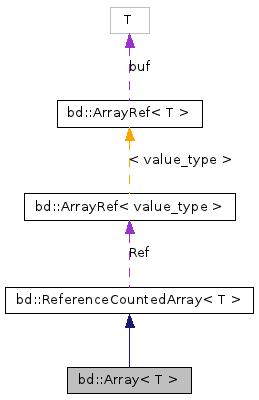 T
buf
bd::ArrayRef< T >
< value_type >
bd::ArrayRef< value_type >
Ref
bd::ReferenceCountedArray< T >
bd::Array< T >